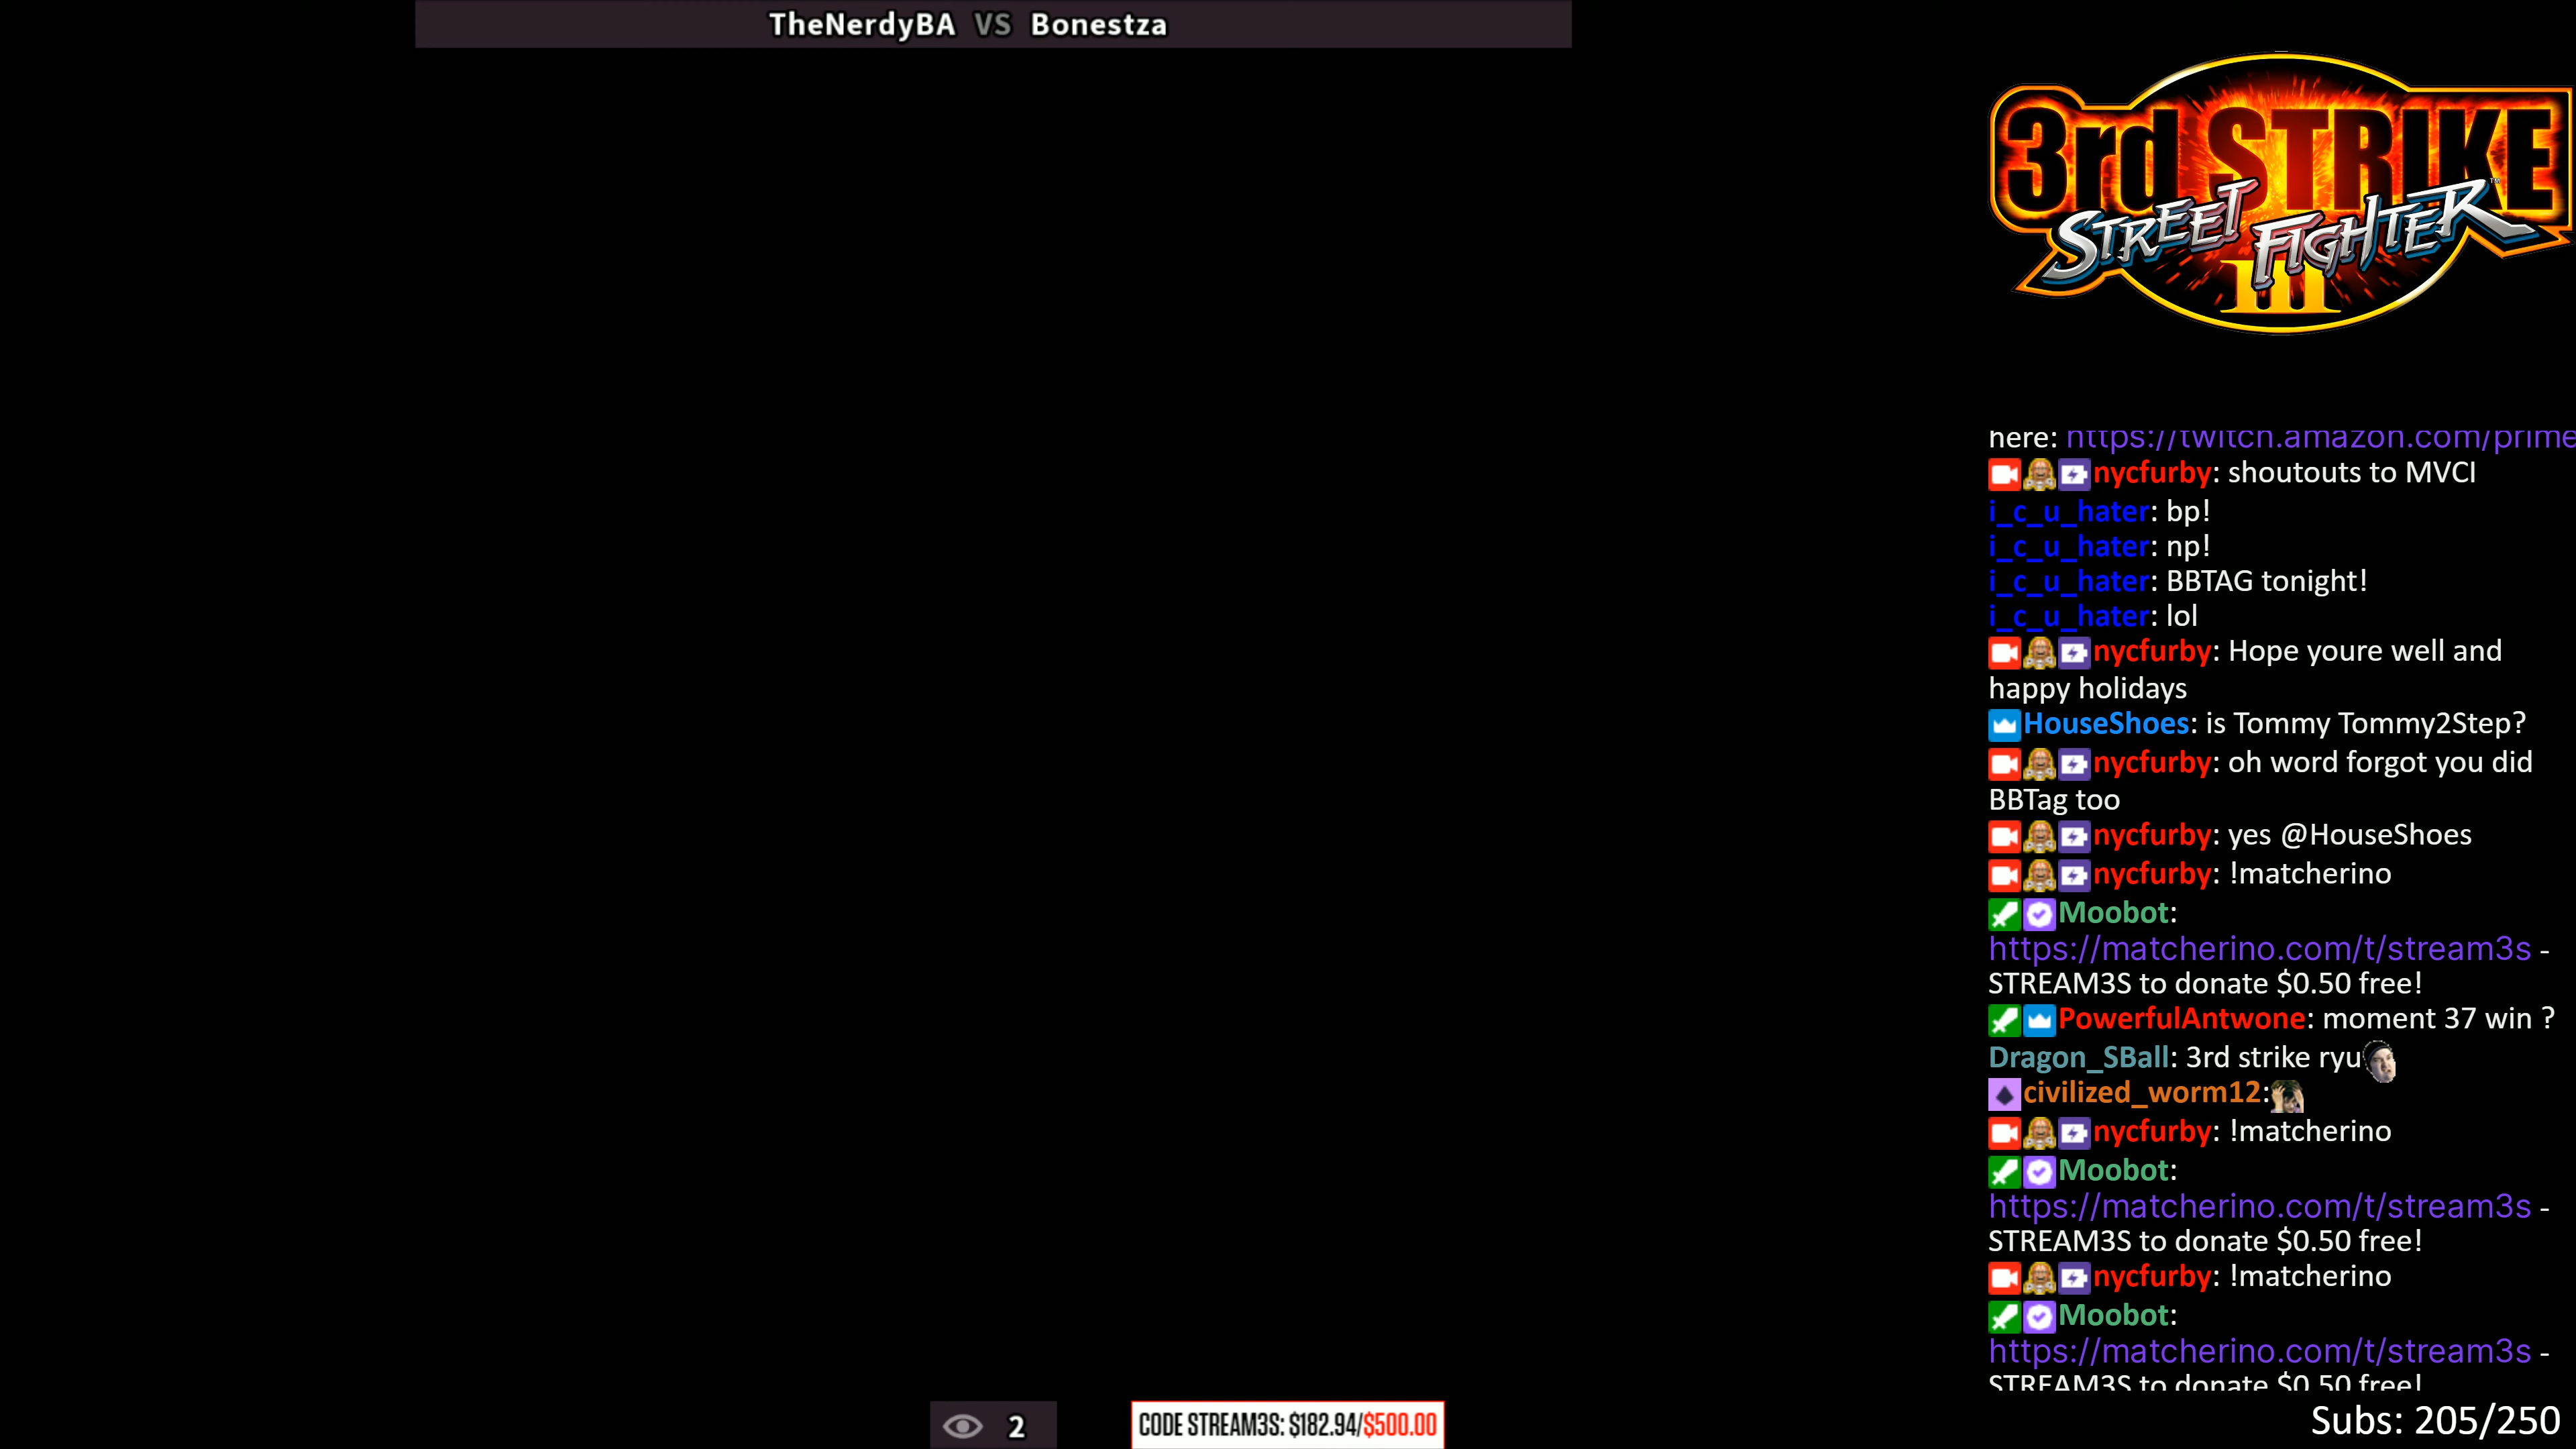 TheNerdyBA VS Bonestza
3rd STRIKE
STREET FIGHTER
III
here: https://twitch.amazon.com/prime
nycfurby: shoutouts to MVCI
i_c_u_hater: bp!
i_c_u_hater: np!
i_c_u_hater: BBTAG tonight!
i_c_u_hater: lol
nycfurby: Hope youre well and
happy holidays
HouseShoes: is Tommy Tommy2Step?
nycfurby: oh word forgot you did
BBTag too
nycfurby: yes @HouseShoes
nycfurby: !matcherino
Moobot:
https://matcherino.com/t/stream3s -
STREAM3S to donate $0.50 free!
PowerfulAntwone: moment 37 win ?
Dragon_SBall: 3rd strike ryu
civilized_worm12:
nycfurby: !matcherino
Moobot:
https://matcherino.com/t/stream3s -
STREAM3S to donate $0.50 free!
nycfurby: !matcherino
Moobot:
https://matcherino.com/t/stream3s -
STREAM3S to donate $0.50 free!
2
CODE STREAM3S: $182.94/$500.00
Subs: 205/250